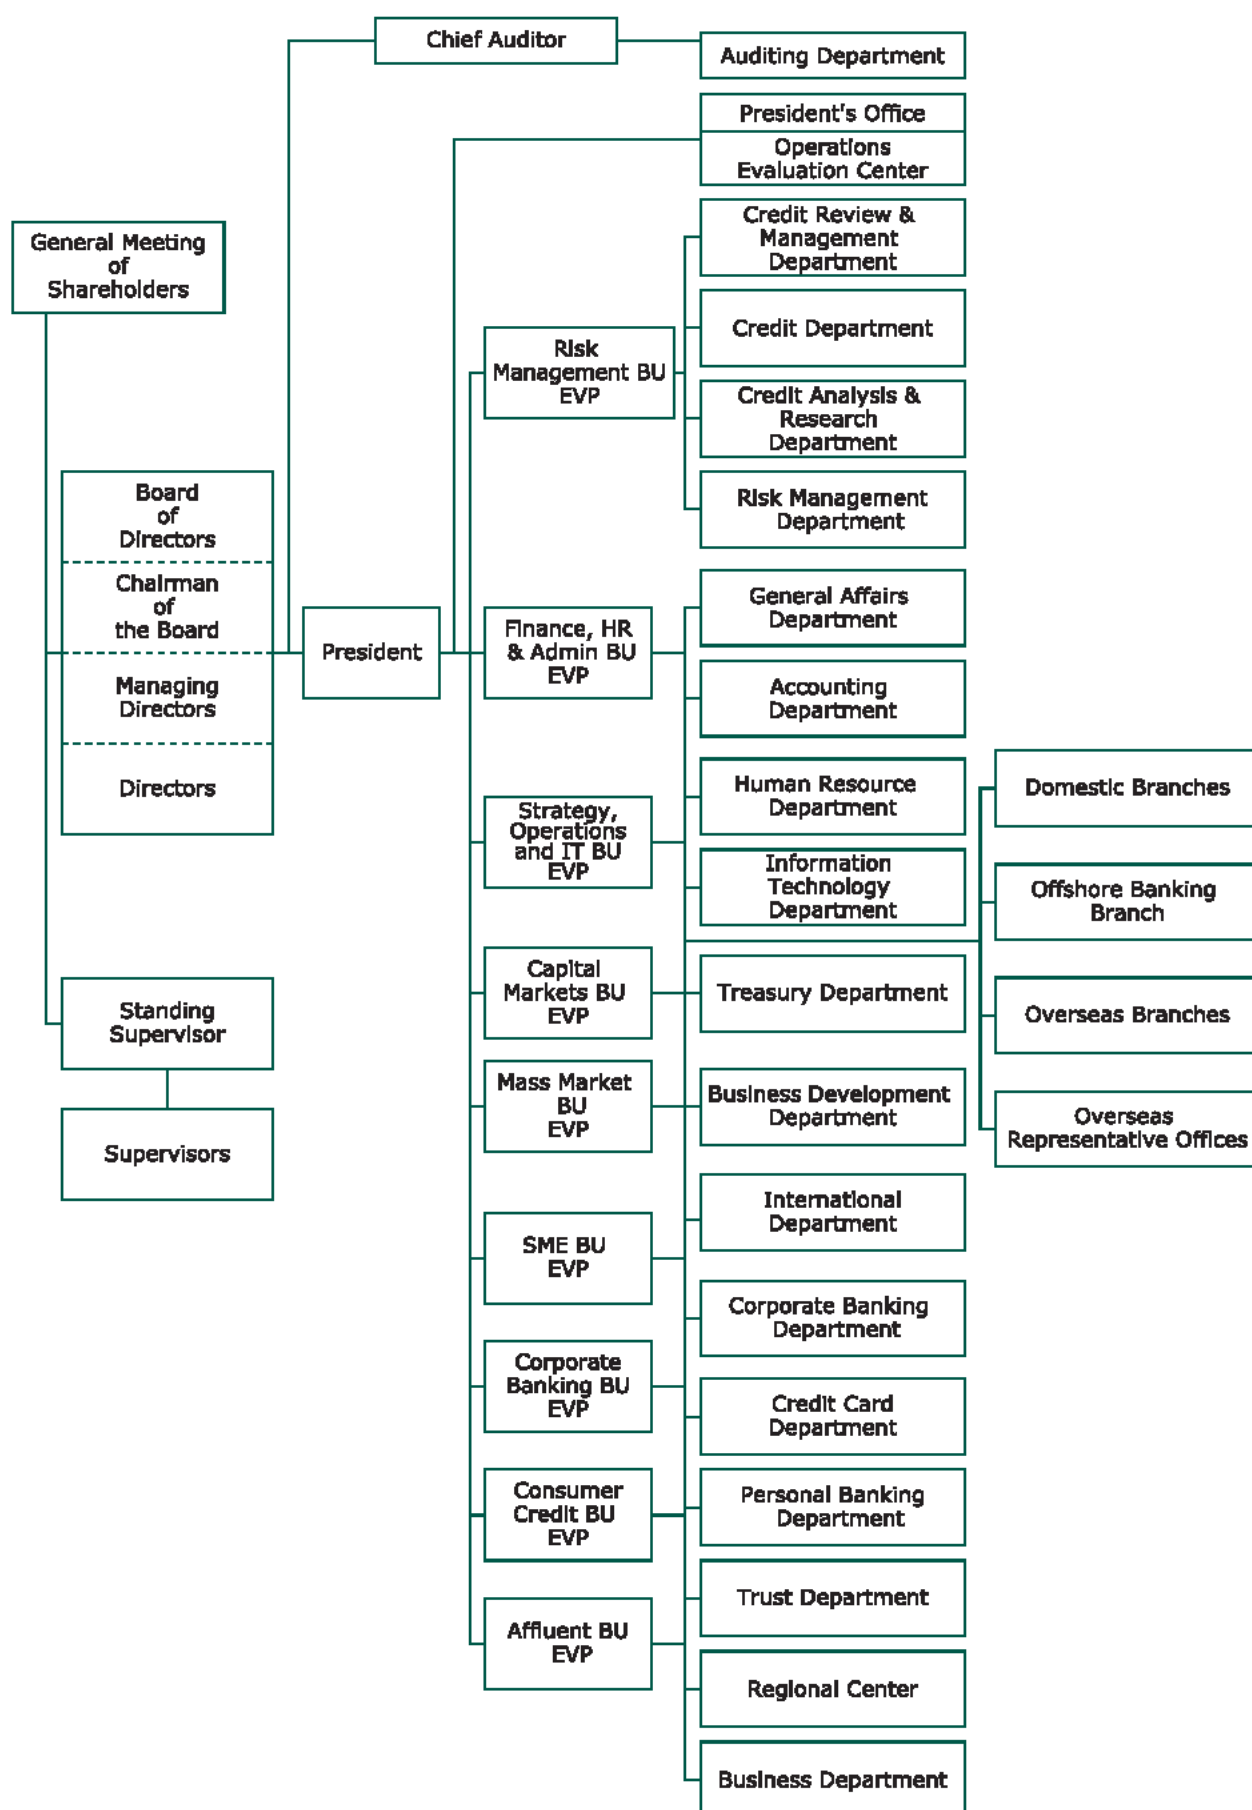 Chief Auditor
Auditing Department
President's Office
Operations
Evaluation Center
General Meeting
of
Shareholders
Credit Review &
Management
Department
Credit Department
Risk
Management BU
EVP
Credit Analysis &
Research
Department
Risk Management
Department
Board
of
Directors
Chairman
of
the Board
Managing
Directors
Directors
President
Finance, HR
& Admin BU
EVP
General Affairs
Department
Accounting
Department
Human Resource
Department
Strategy,
Operations
and IT BU
EVP
Information
Technology
Department
Domestic Branches
Offshore Banking
Branch
Capital
Markets BU
EVP
Treasury Department
Overseas Branches
Standing
Supervisor
Mass Market
BU
EVP
Business Development
Department
Overseas
Representative Offices
Supervisors
International
Department
SME BU
EVP
Corporate Banking
Department
Corporate
Banking BU
EVP
Credit Card
Department
Consumer
Credit BU
EVP
Personal Banking
Department
Trust Department
Affluent BU
EVP
Regional Center
Business Department